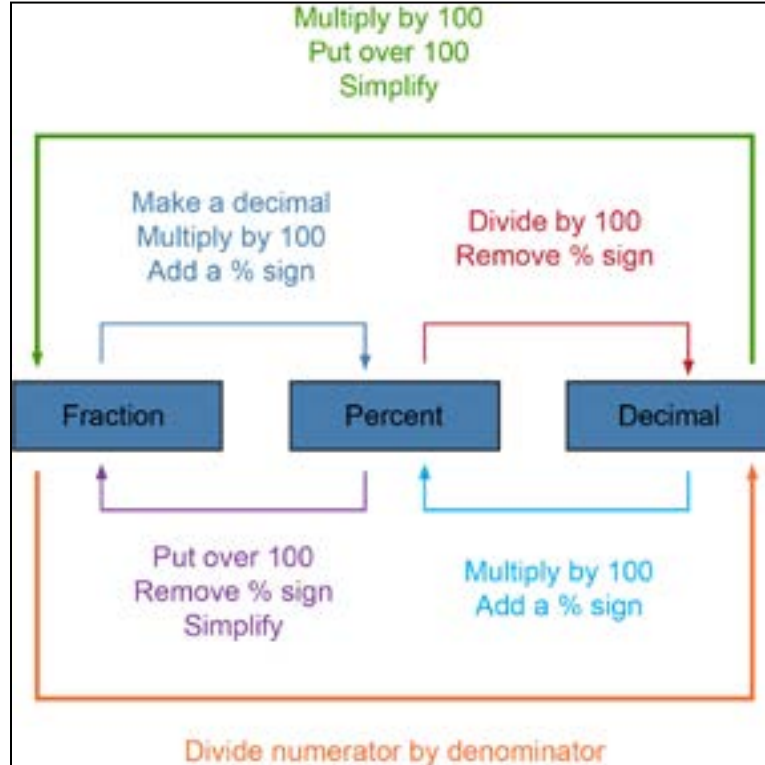 Multiply by 100
Put over 100
Simplify
Make a decimal
Multiply by 100
Add a % sign
Divide by 100
Remove % sign
Fraction
Percent
Decimal
Put over 100
Remove % sign
Simplify
Multiply by 100
Add a % sign
Divide numerator by denominator